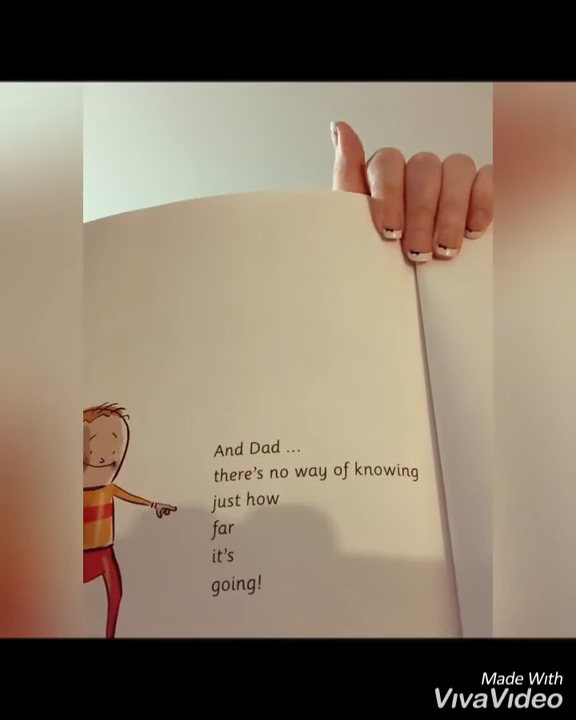 And Dad ...
there's no way of knowing
just how
far
it's
going!
Made With
VivaVideo